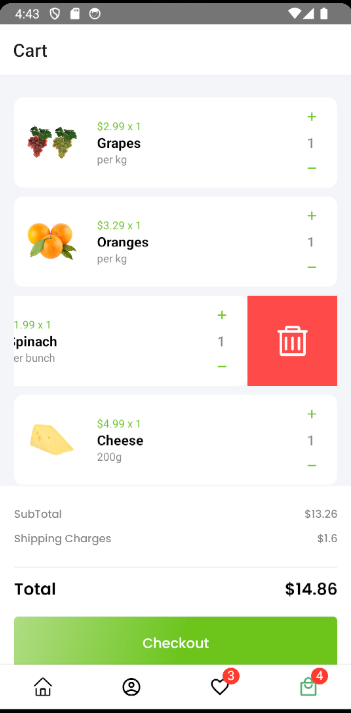 4:43
Cart
$2.99 x 1
Grapes
per kg
+
1
−
$3.29 x 1
Oranges
per kg
+
1
−
1.99 x 1
Spinach
er bunch
+
1
−
$4.99 x 1
Cheese
200g
+
1
−
SubTotal $13.26
Shipping Charges $1.6
Total $14.86
Checkout
3
4